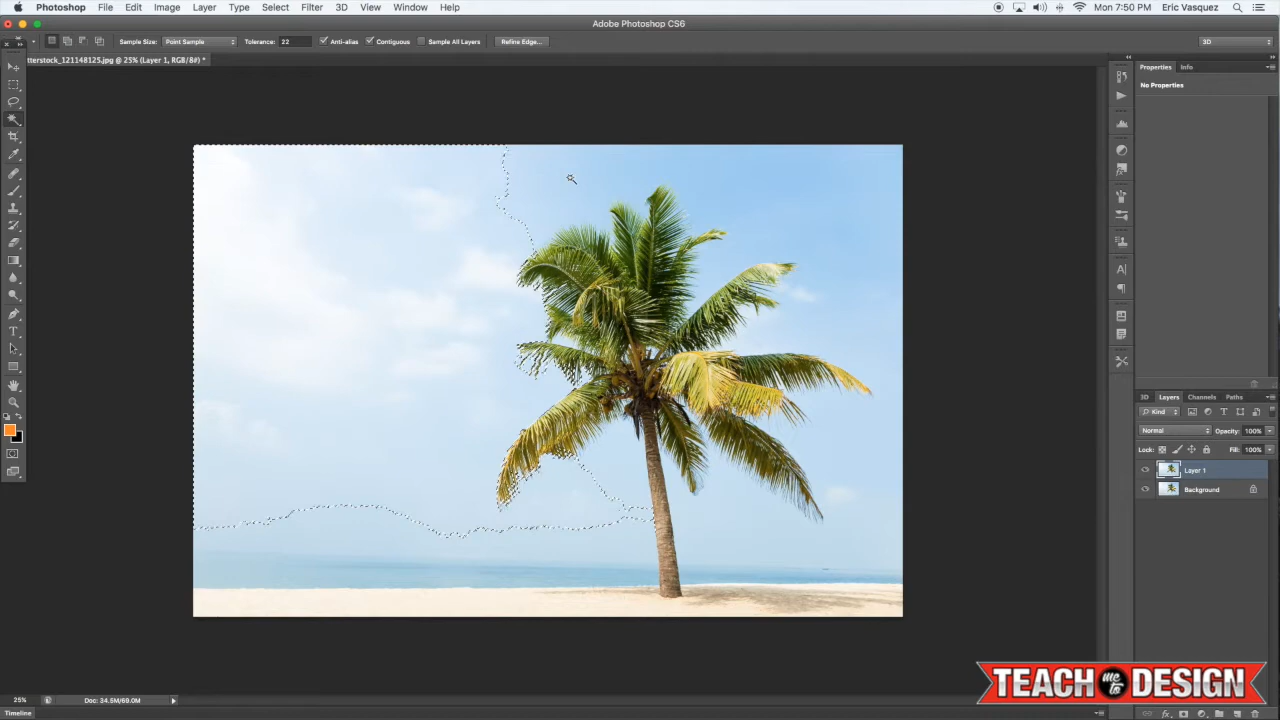 Photoshop File Edit Image Layer Type Select Filter 3D View Window Help Mon 7:50 PM Eric Vasquez
Adobe Photoshop CS6
Sample Size: Point Sample Tolerance: 22 Anti-alias Contiguous Sample All Layers Refine Edge... 3D
tterstock_121148125.jpg @ 25% (Layer 1, RGB/8#) *
Properties Info
No Properties
3D Layers Channels Paths
Kind
Normal Opacity: 100%
Lock: Fill: 100%
Layer 1
Background
TEACH me to DESIGN
25% Doc: 34.5M/69.0M
Timeline